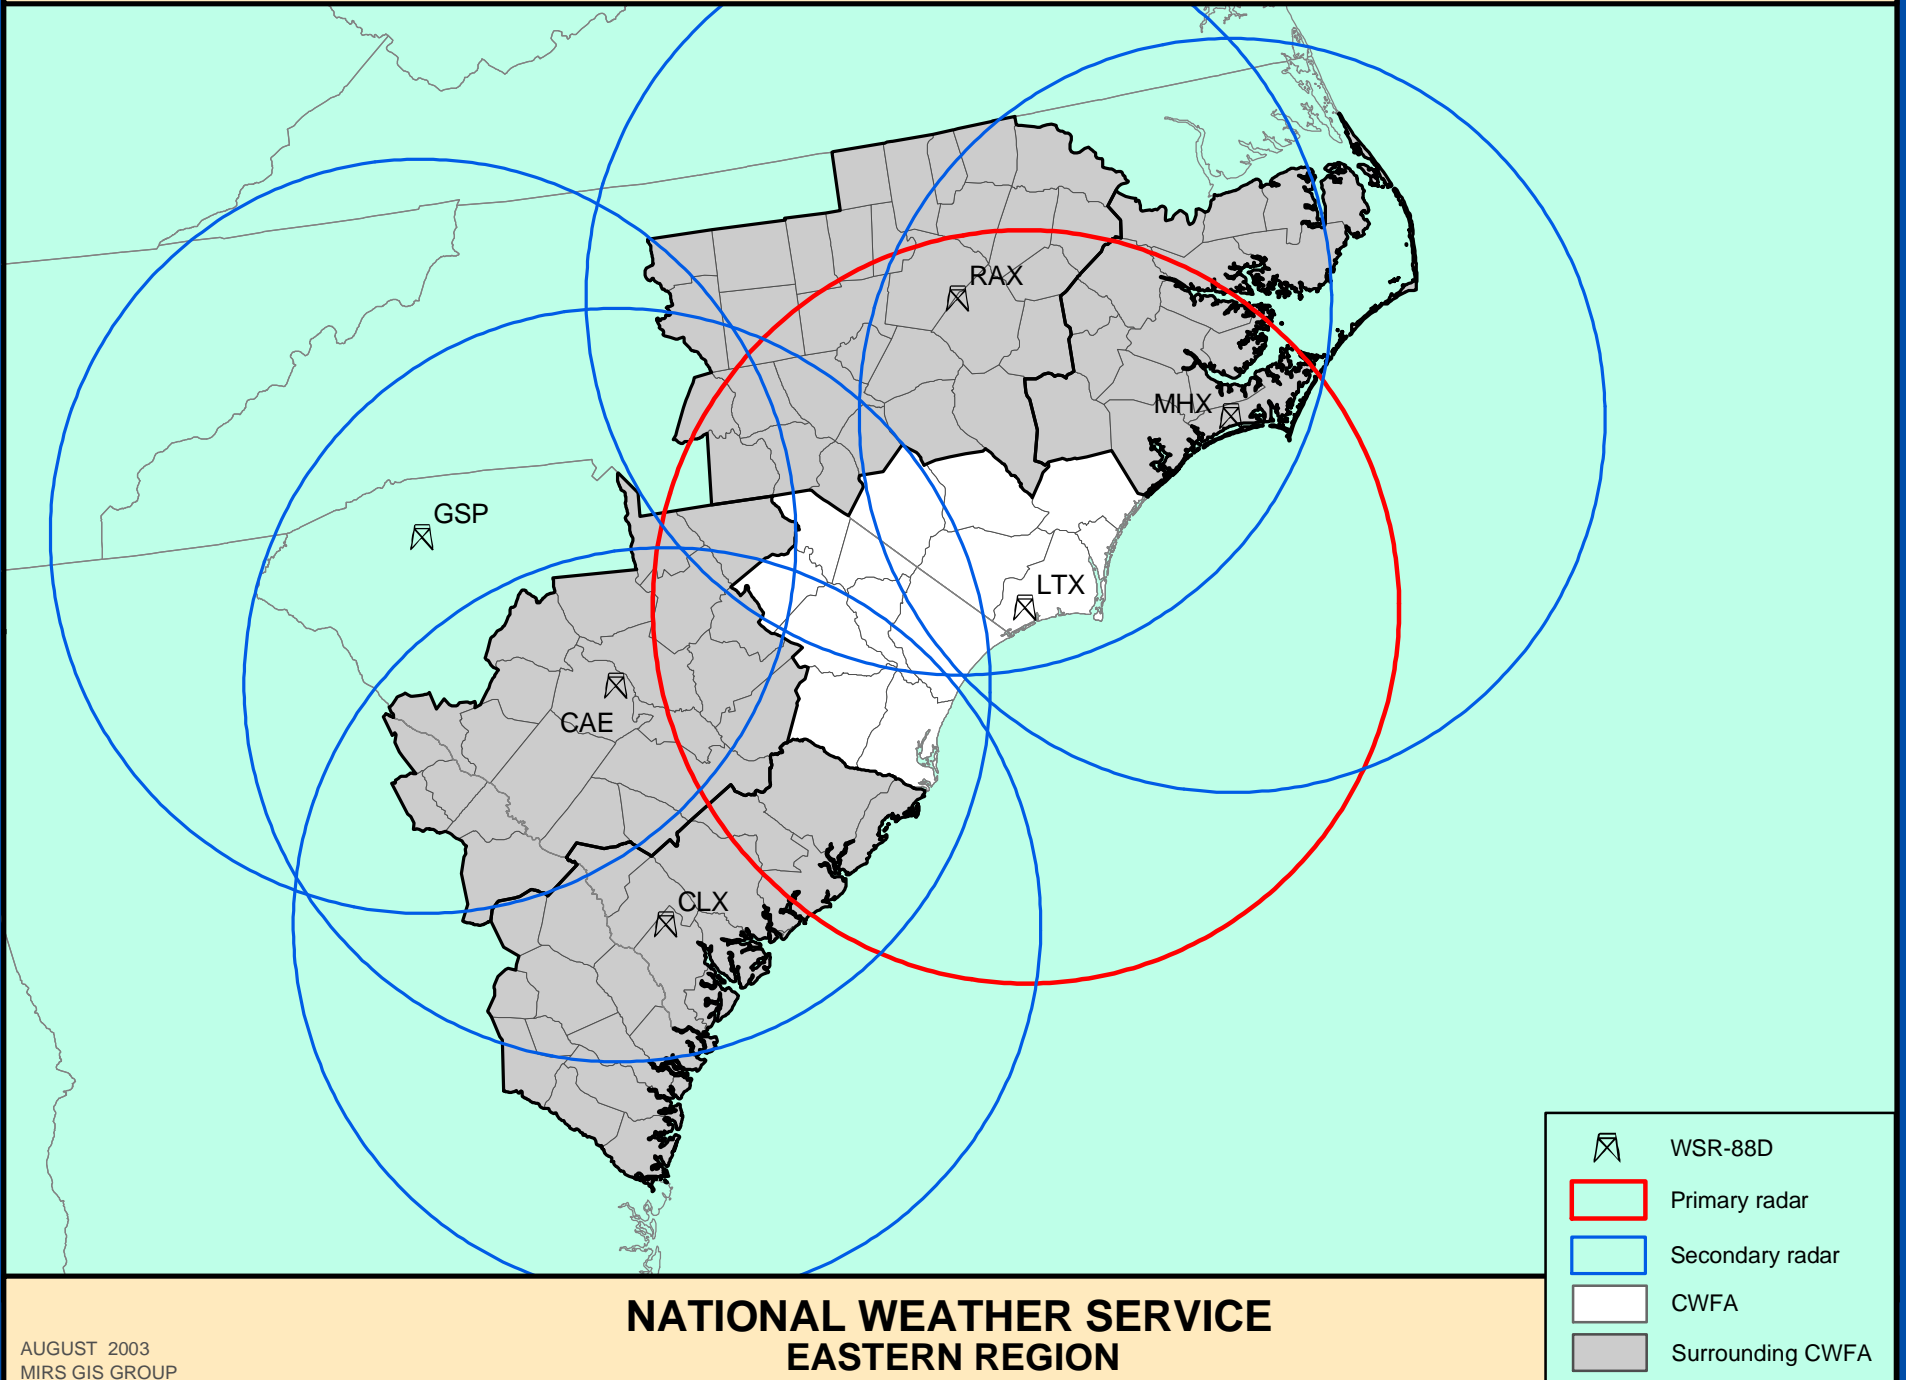 RAX
MHX
GSP
LTX
CAE
CLX
WSR-88D
Primary radar
Secondary radar
CWFA
Surrounding CWFA
NATIONAL WEATHER SERVICE
EASTERN REGION
AUGUST 2003
MIRS GIS GROUP